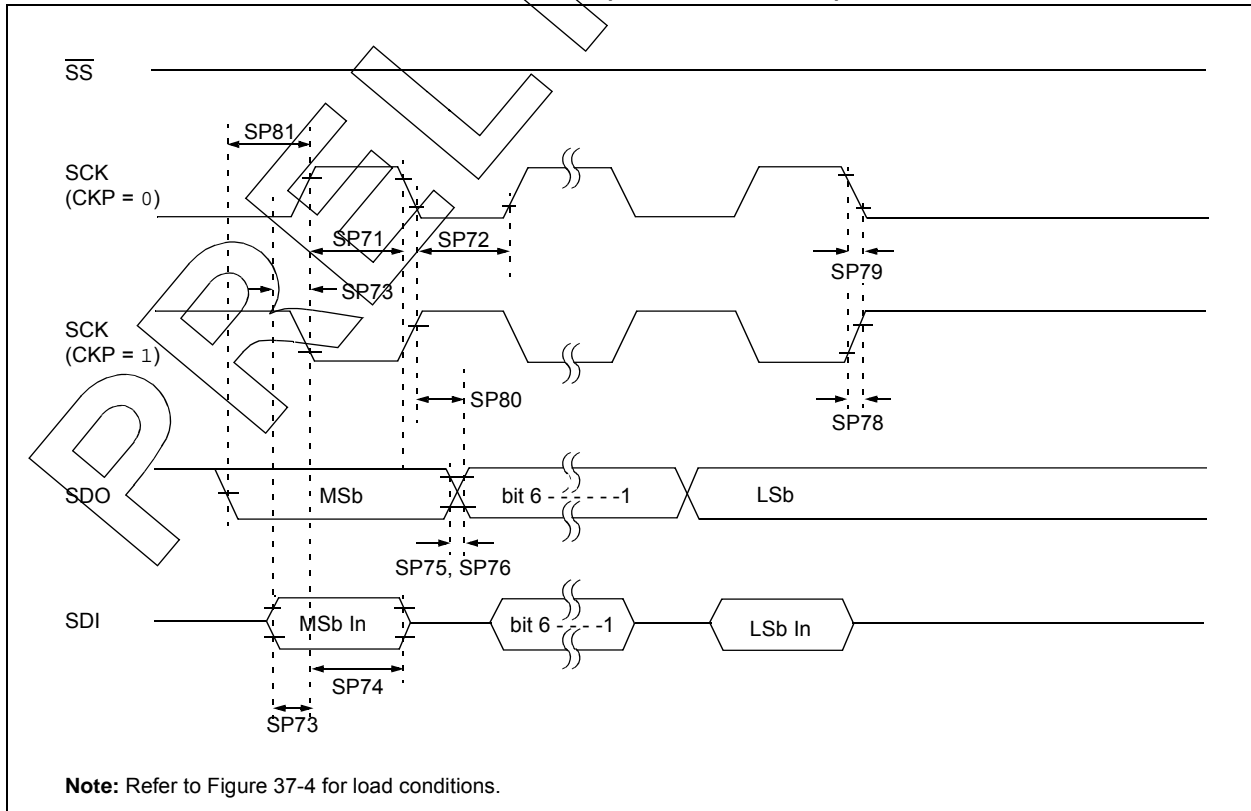 SS
SP81
SCK
(CKP = 0)
SP71
SP72
SP79
SP73
SCK
(CKP = 1)
SP80
SP78
SDO
MSb
bit 6 - - - - - - -1
LSb
SP75, SP76
SDI
MSb In
bit 6 - - - - -1
LSb In
SP74
SP73
Note: Refer to Figure 37-4 for load conditions.
PRELI